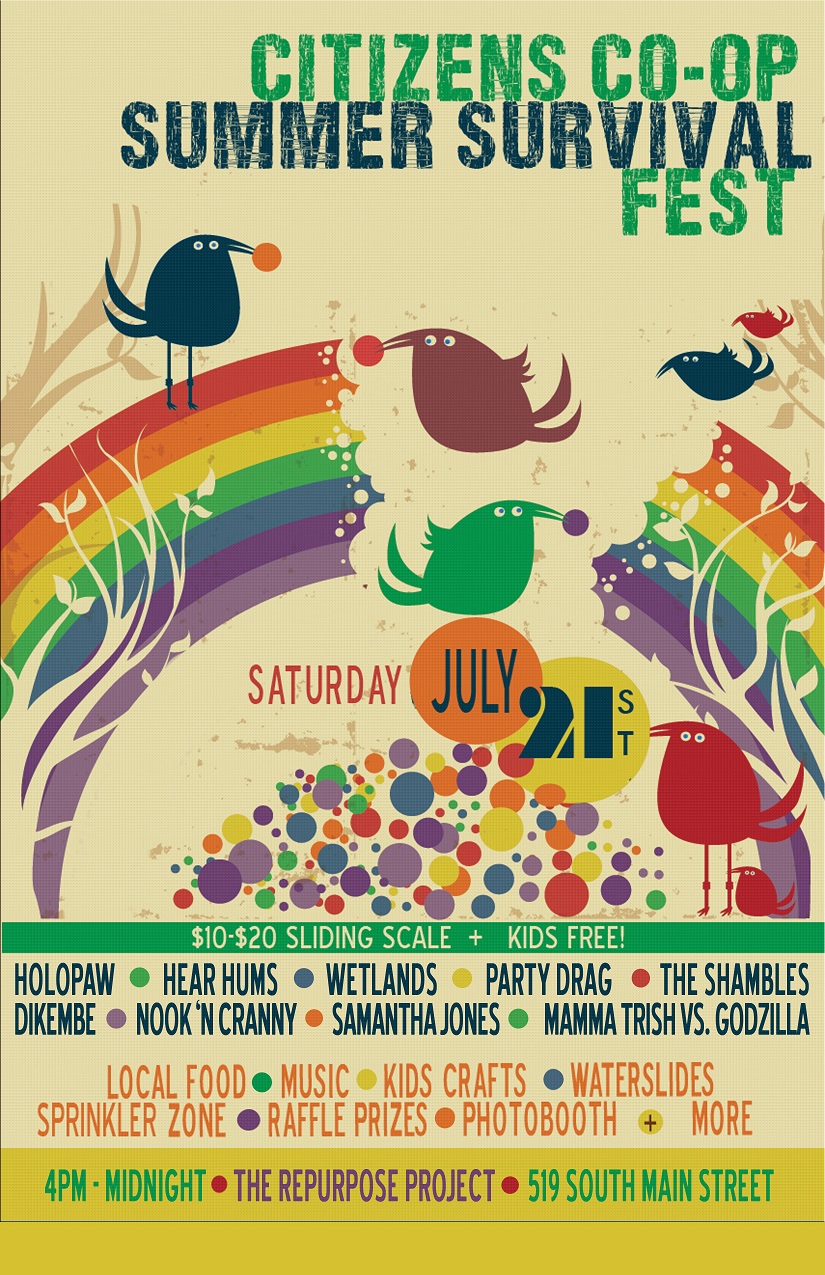 CITIZENS CO-OP
SUMMER SURVIVAL
FEST
SATURDAY JULY 21ST
$10-$20 SLIDING SCALE + KIDS FREE!
HOLOPAW ● HEAR HUMS ● WETLANDS ● PARTY DRAG ● THE SHAMBLES
DIKEMBE ● NOOK 'N CRANNY ● SAMANTHA JONES ● MAMMA TRISH VS. GODZILLA
LOCAL FOOD ● MUSIC ● KIDS CRAFTS ● WATERSLIDES
SPRINKLER ZONE ● RAFFLE PRIZES ● PHOTOBOOTH + MORE
4PM - MIDNIGHT ● THE REPURPOSE PROJECT ● 519 SOUTH MAIN STREET